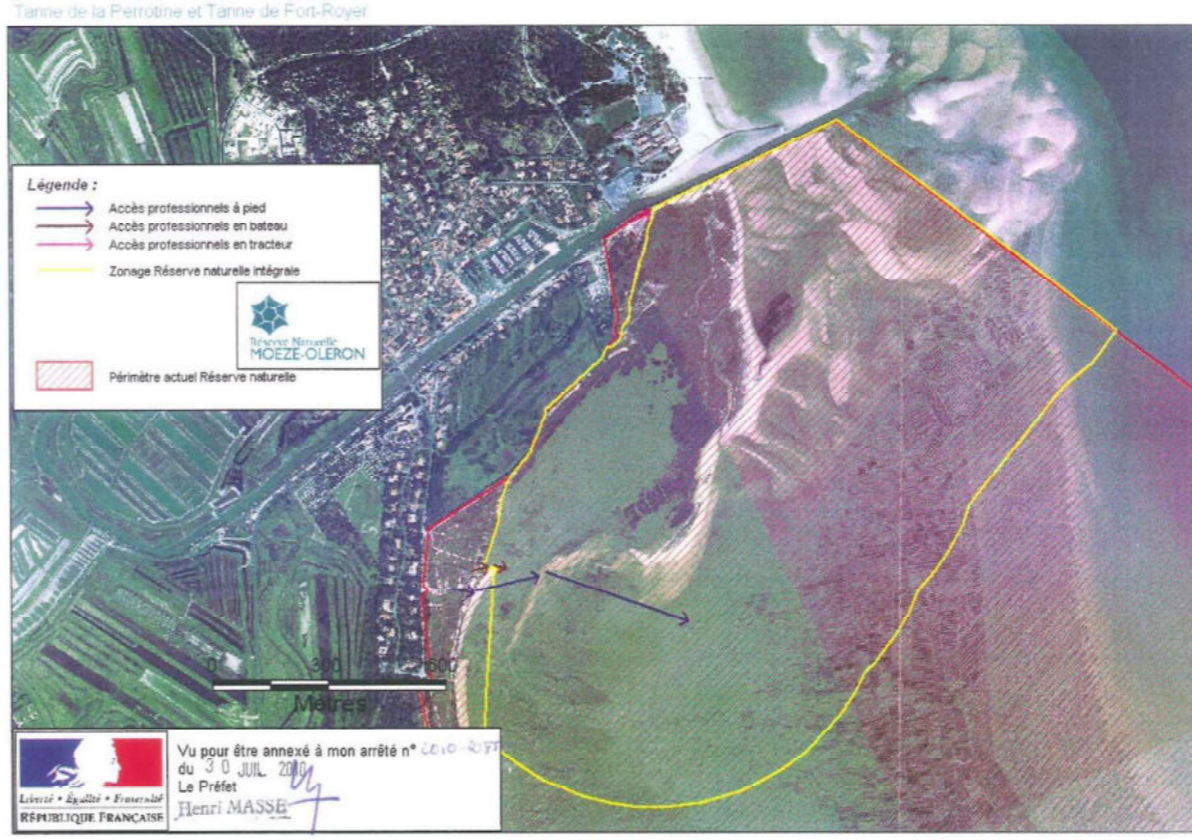 Tanne de la Perrotine et Tanne de Fort-Royer
Légende :
Accès professionnels à pied
Accès professionnels en bateau
Accès professionnels en tracteur
Zonage Réserve naturelle intégrale
Réserve Naturelle
MOEZE-OLERON
Périmètre actuel Réserve naturelle
0 300 600
Mètres
Liberté • Égalité • Fraternité
RÉPUBLIQUE FRANÇAISE
Vu pour être annexé à mon arrêté n°
du 30 JUIL. 2010
Le Préfet
Henri MASSE